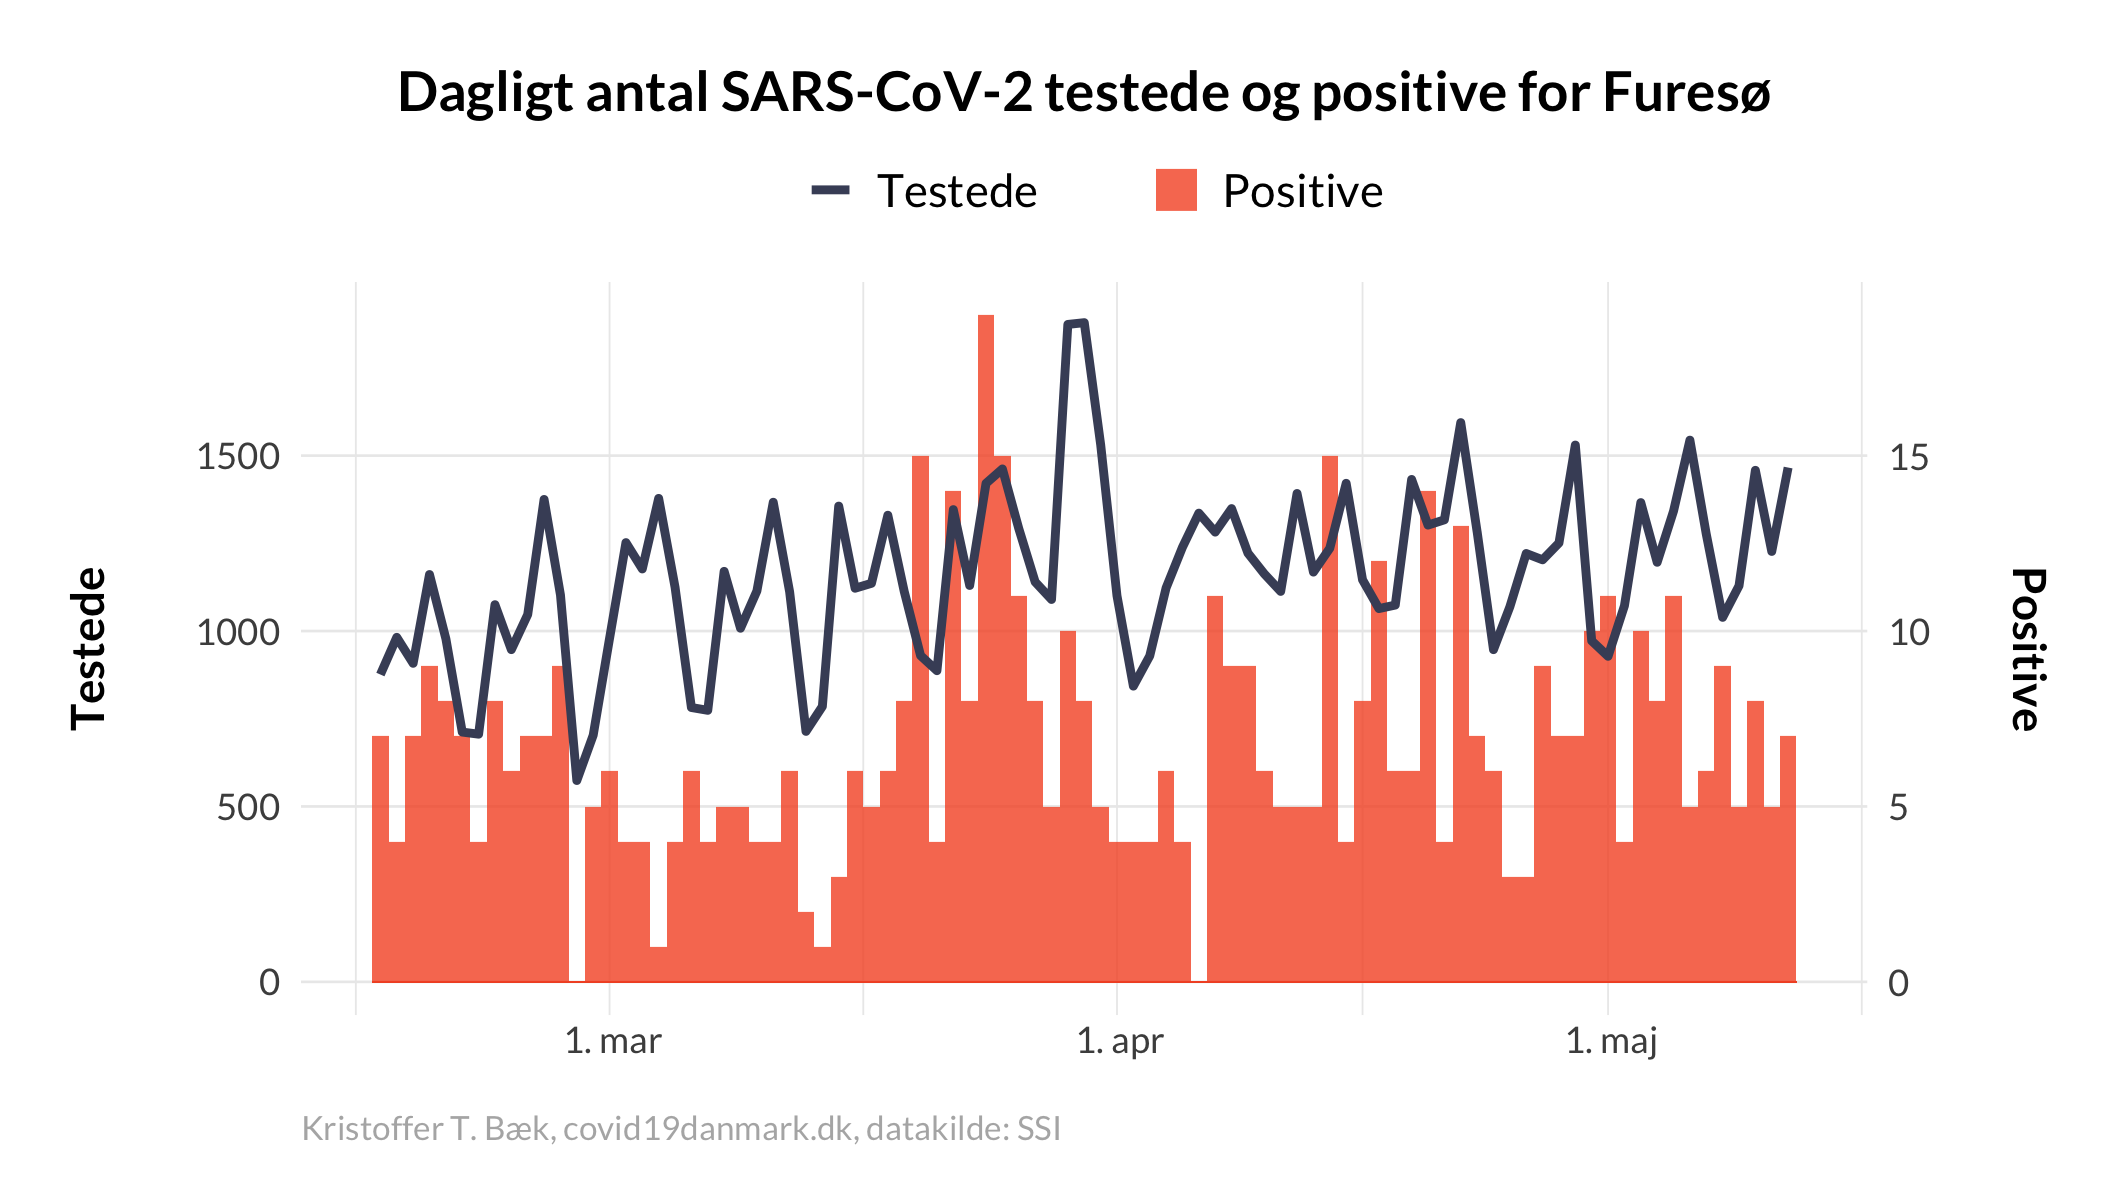 Dagligt antal SARS-CoV-2 testede og positive for Furesø
Testede Positive
1500 15
1000 10
500 5
0 0
Testede
Positive
1. mar 1. apr 1. maj
Kristoffer T. Bæk, covid19danmark.dk, datakilde: SSI